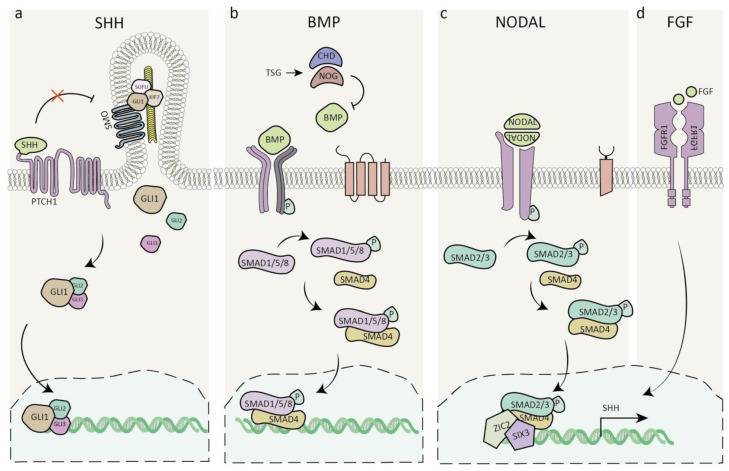 a
SHH
SUFU
GLI1
KIF7
SMO
SHH
PTCH1
GLI1
GLI2
GLI3
GLI1
GLI2
GLI3
GLI1
GLI2
GLI3
b
BMP
CHD
TSG
NOG
BMP
BMP
P
SMAD1/5/8
SMAD1/5/8
P
SMAD4
SMAD1/5/8
P
SMAD4
SMAD1/5/8
P
SMAD4
c
NODAL
NODAL
NODAL
P
SMAD2/3
SMAD2/3
P
SMAD4
SMAD2/3
P
SMAD4
SMAD2/3
P
SMAD4
ZIC2
SIX3
SHH
d
FGF
FGF
FGFR1
FGFR1